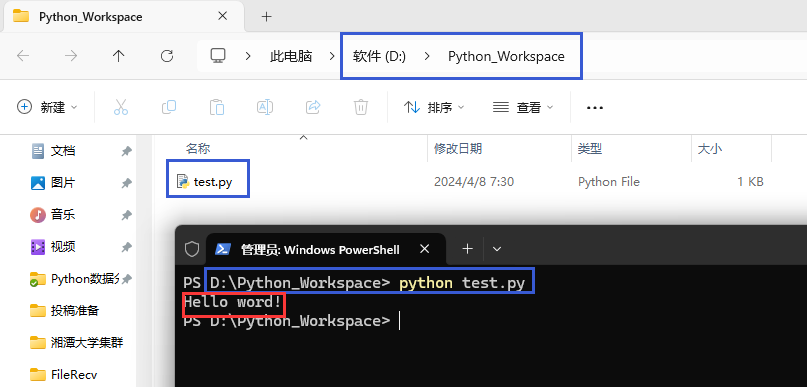 Python_Workspace
此电脑 软件 (D:) Python_Workspace
新建 排序 查看
名称 修改日期 类型 大小
文档
图片
音乐
视频
Python数据分
投稿准备
湘潭大学集群
FileRecv
test.py 2024/4/8 7:30 Python File 1 KB
管理员: Windows PowerShell
PS D:\Python_Workspace> python test.py
Hello word!
PS D:\Python_Workspace>